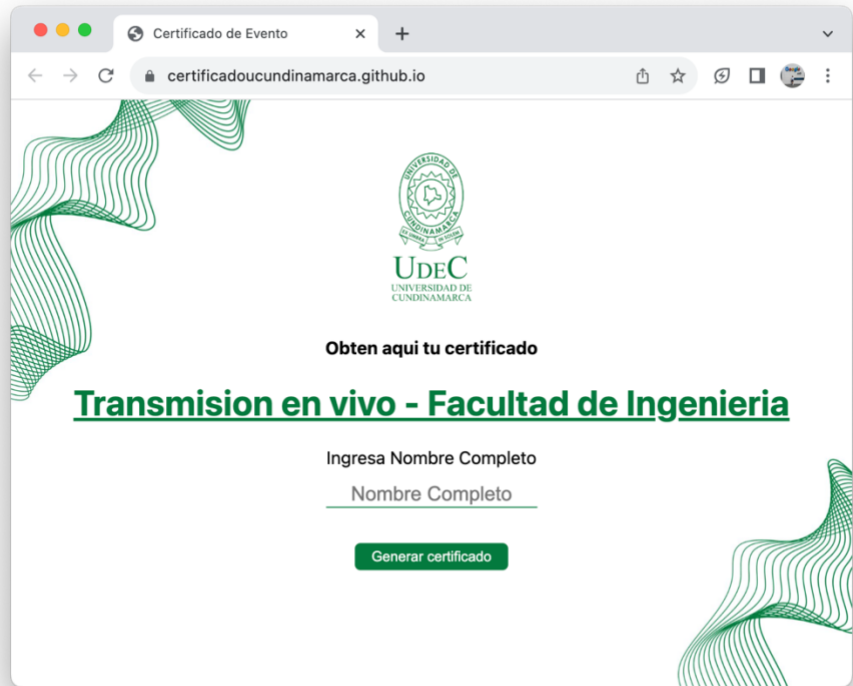 Certificado de Evento
certificadoucundinamarca.github.io
UNIVERSIDAD DE
CUNDINAMARCA
UDEC
UNIVERSIDAD DE
CUNDINAMARCA
Obten aqui tu certificado
Transmision en vivo - Facultad de Ingenieria
Ingresa Nombre Completo
Nombre Completo
Generar certificado